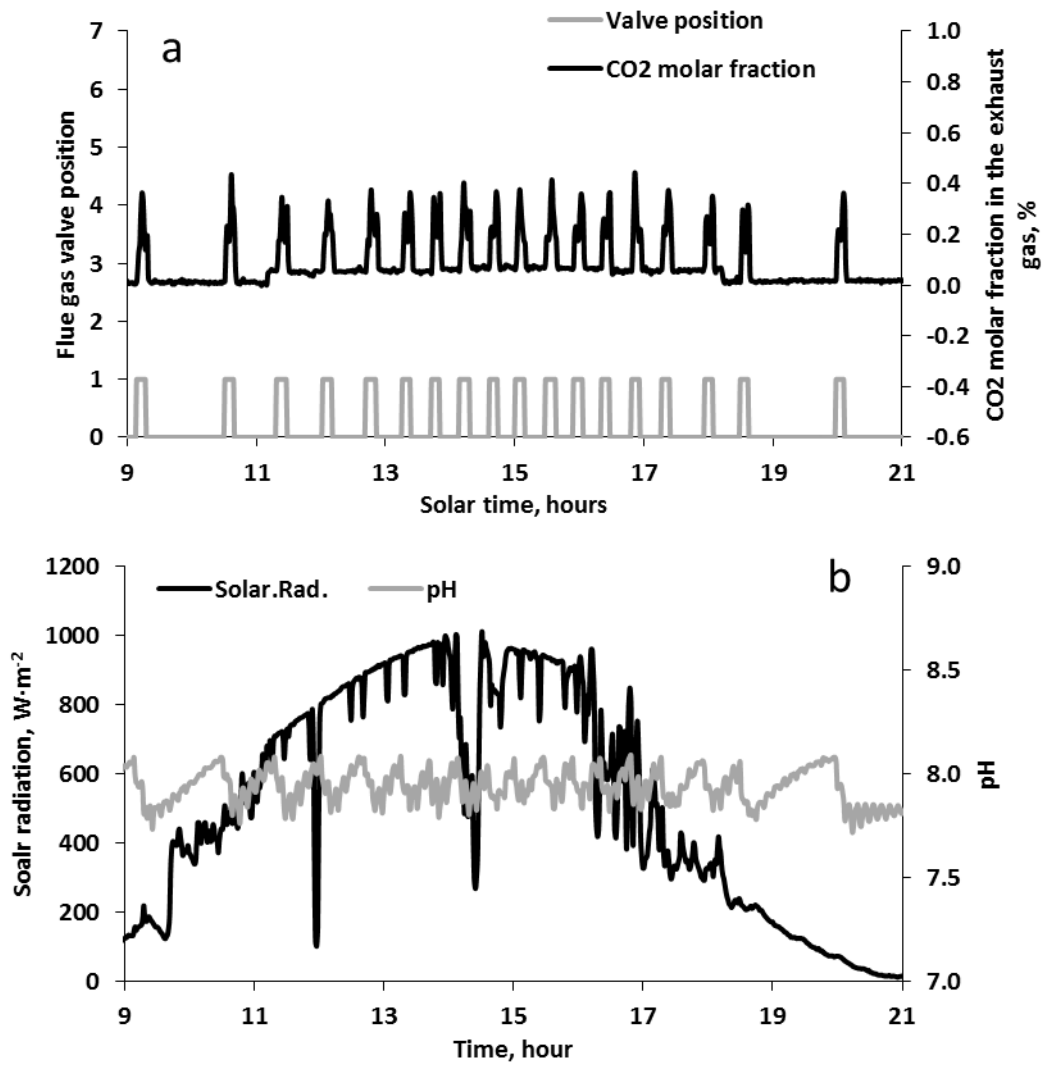 a
Valve position
CO2 molar fraction
Flue gas valve position
7
6
5
4
3
2
1
0
CO2 molar fraction in the exhaust
gas, %
1.0
0.8
0.6
0.4
0.2
0.0
-0.2
-0.4
-0.6
9 11 13 15 17 19 21
Solar time, hours
b
Solar.Rad. pH
Soalr radiation, W·m-2
1200
1000
800
600
400
200
0
pH
9.0
8.5
8.0
7.5
7.0
9 11 13 15 17 19 21
Time, hour